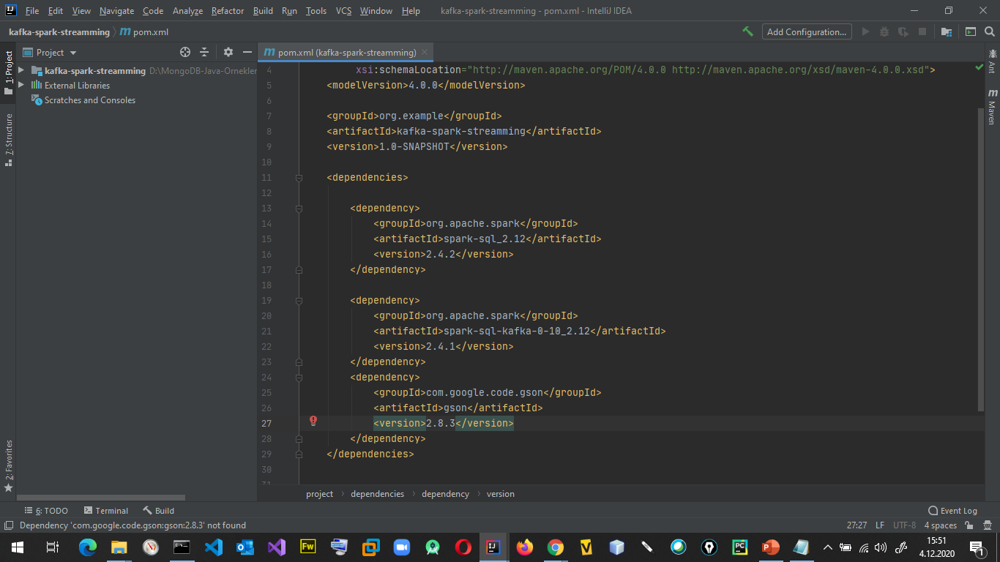 File Edit View Navigate Code Analyze Refactor Build Run Tools VCS Window Help kafka-spark-streamming - pom.xml - IntelliJ IDEA
kafka-spark-streamming m pom.xml Add Configuration...
Project
pom.xml (kafka-spark-streamming)
kafka-spark-streamming D:\MongoDB-Java-Ornekler
External Libraries
Scratches and Consoles
1: Project
7: Structure
2: Favorites
4 xsi:schemaLocation="http://maven.apache.org/POM/4.0.0 http://maven.apache.org/xsd/maven-4.0.0.xsd">
5 <modelVersion>4.0.0</modelVersion>
6
7 <groupId>org.example</groupId>
8 <artifactId>kafka-spark-streamming</artifactId>
9 <version>1.0-SNAPSHOT</version>
10
11 <dependencies>
12
13 <dependency>
14 <groupId>org.apache.spark</groupId>
15 <artifactId>spark-sql_2.12</artifactId>
16 <version>2.4.2</version>
17 </dependency>
18
19 <dependency>
20 <groupId>org.apache.spark</groupId>
21 <artifactId>spark-sql-kafka-0-10_2.12</artifactId>
22 <version>2.4.1</version>
23 </dependency>
24 <dependency>
25 <groupId>com.google.code.gson</groupId>
26 <artifactId>gson</artifactId>
27 <version>2.8.3</version>
28 </dependency>
29 </dependencies>
30
31
Ant
m Maven
project dependencies dependency version
6: TODO Terminal Build Event Log
Dependency 'com.google.code.gson:gson:2.8.3' not found 27:27 LF UTF-8 4 spaces
Fw
IJ
PC
P
15:51
4.12.2020
1